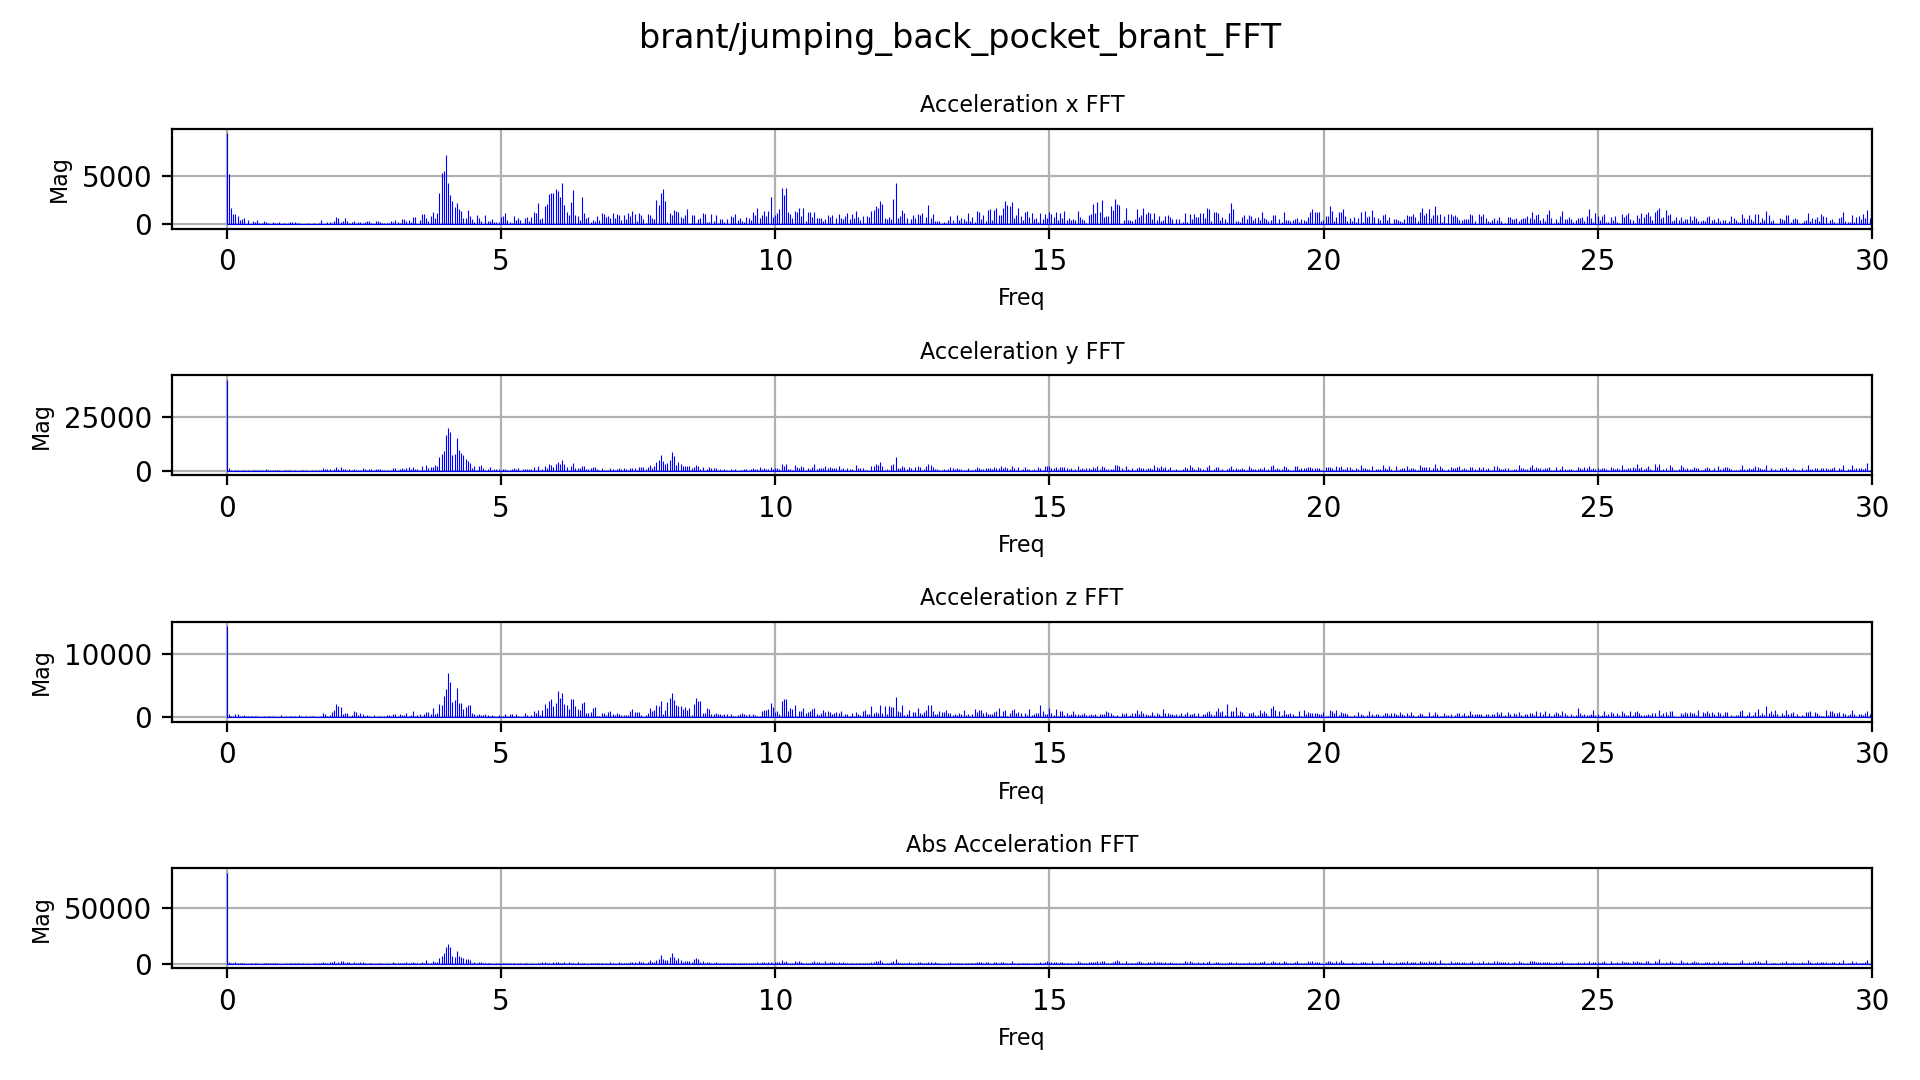 brant/jumping_back_pocket_brant_FFT
Acceleration x FFT
Mag
5000
0
0 5 10 15 20 25 30
Freq
Acceleration y FFT
Mag
25000
0
0 5 10 15 20 25 30
Freq
Acceleration z FFT
Mag
10000
0
0 5 10 15 20 25 30
Freq
Abs Acceleration FFT
Mag
50000
0
0 5 10 15 20 25 30
Freq